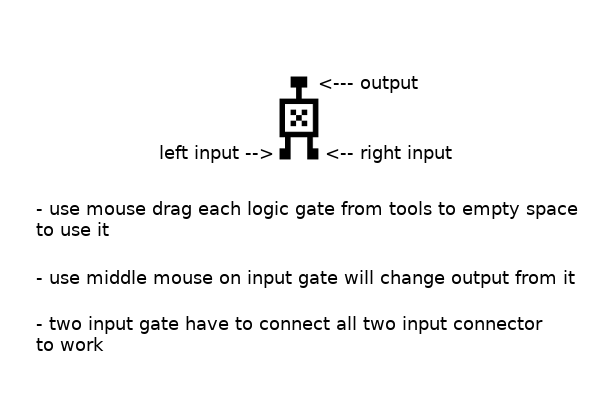 <--- output
left input --> <-- right input
- use mouse drag each logic gate from tools to empty space
to use it
- use middle mouse on input gate will change output from it
- two input gate have to connect all two input connector
to work